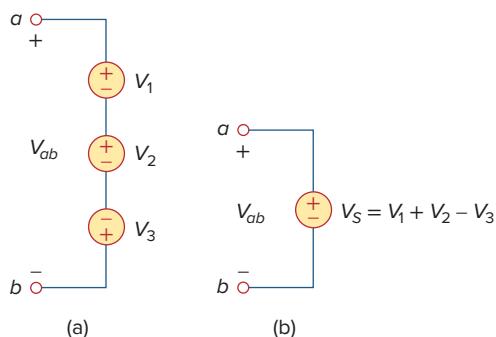 a
+
+
−
V1
Vab
+
−
V2
−
+
V3
−
b
(a)
a
+
Vab
+
−
VS = V1 + V2 − V3
−
b
(b)